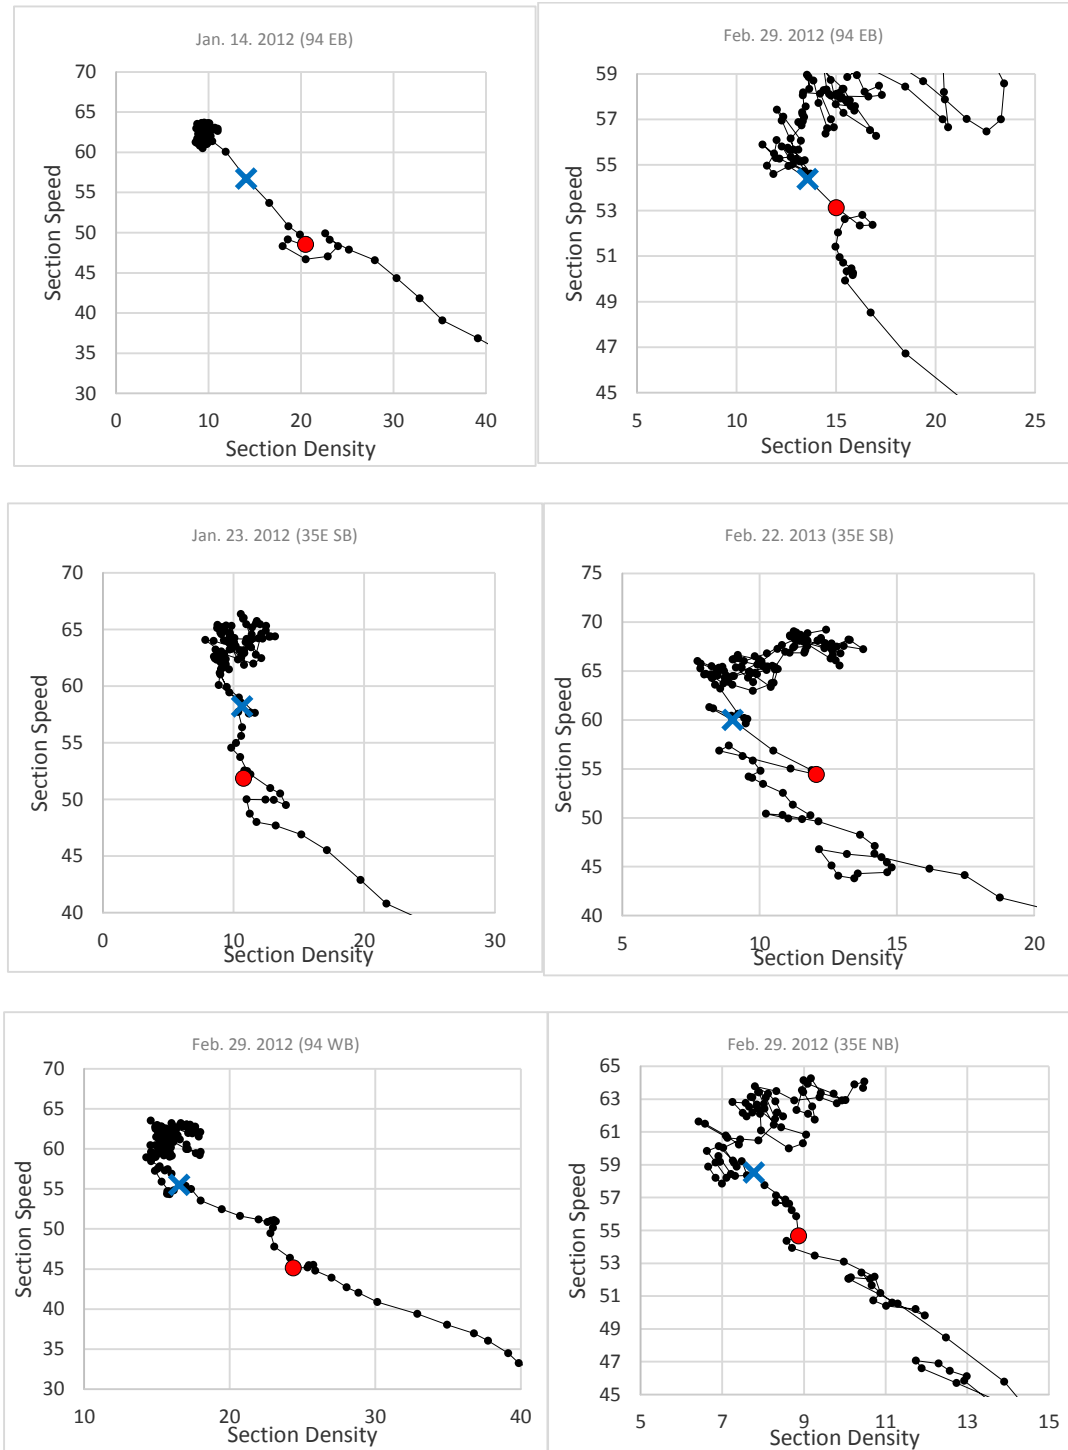 Jan. 14. 2012 (94 EB)
70
65
60
55
50
45
40
35
30
0 10 20 30 40
Section Speed
Section Density
Feb. 29. 2012 (94 EB)
59
57
55
53
51
49
47
45
5 10 15 20 25
Section Speed
Section Density
Jan. 23. 2012 (35E SB)
70
65
60
55
50
45
40
0 10 20 30
Section Speed
Section Density
Feb. 22. 2013 (35E SB)
75
70
65
60
55
50
45
40
5 10 15 20
Section Speed
Section Density
Feb. 29. 2012 (94 WB)
70
65
60
55
50
45
40
35
30
10 20 30 40
Section Speed
Section Density
Feb. 29. 2012 (35E NB)
65
63
61
59
57
55
53
51
49
47
45
5 7 9 11 13 15
Section Speed
Section Density